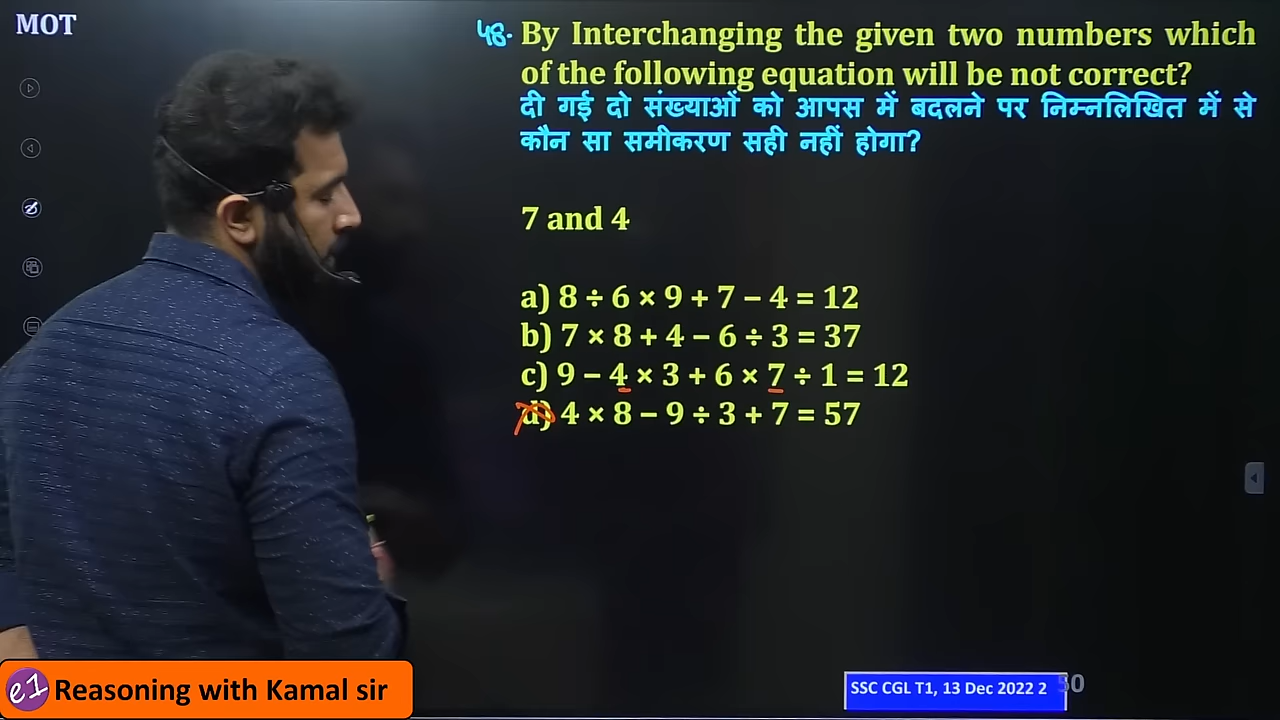 MOT
48. By Interchanging the given two numbers which
of the following equation will be not correct?
दी गई दो संख्याओं को आपस में बदलने पर निम्नलिखित में से
कौन सा समीकरण सही नहीं होगा?
7 and 4
a) 8 ÷ 6 × 9 + 7 – 4 = 12
b) 7 × 8 + 4 – 6 ÷ 3 = 37
c) 9 – 4 × 3 + 6 × 7 ÷ 1 = 12
d) 4 × 8 – 9 ÷ 3 + 7 = 57
e1 Reasoning with Kamal sir
SSC CGL T1, 13 Dec 2022 2
50